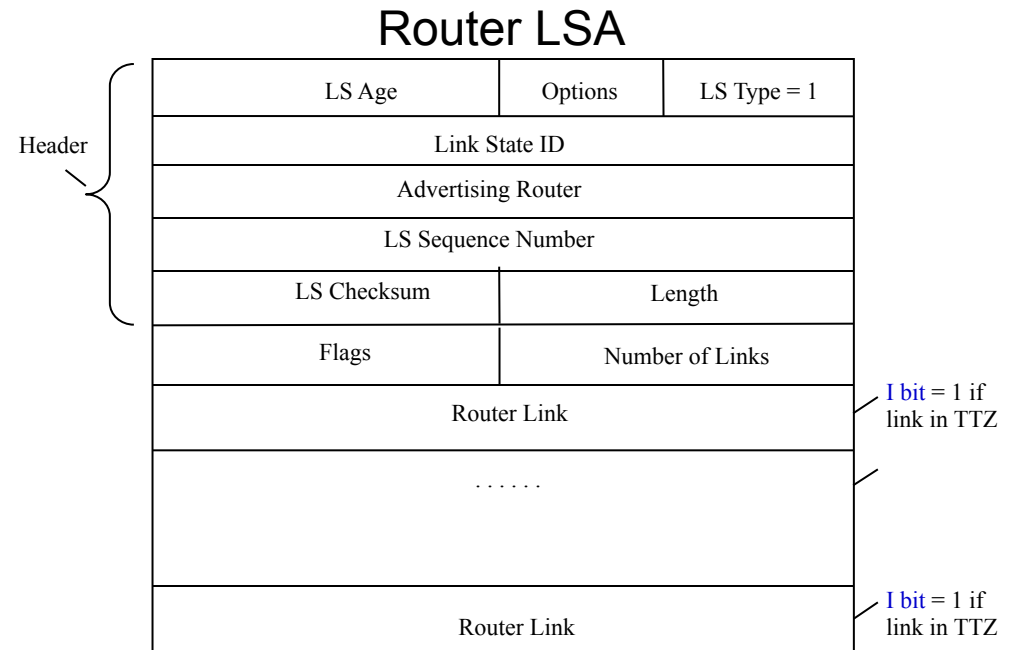 Router LSA
LS Age
Options
LS Type = 1
Header
Link State ID
Advertising Router
LS Sequence Number
LS Checksum
Length
Flags
Number of Links
Router Link
I bit = 1 if
link in TTZ
. . . . . .
Router Link
I bit = 1 if
link in TTZ